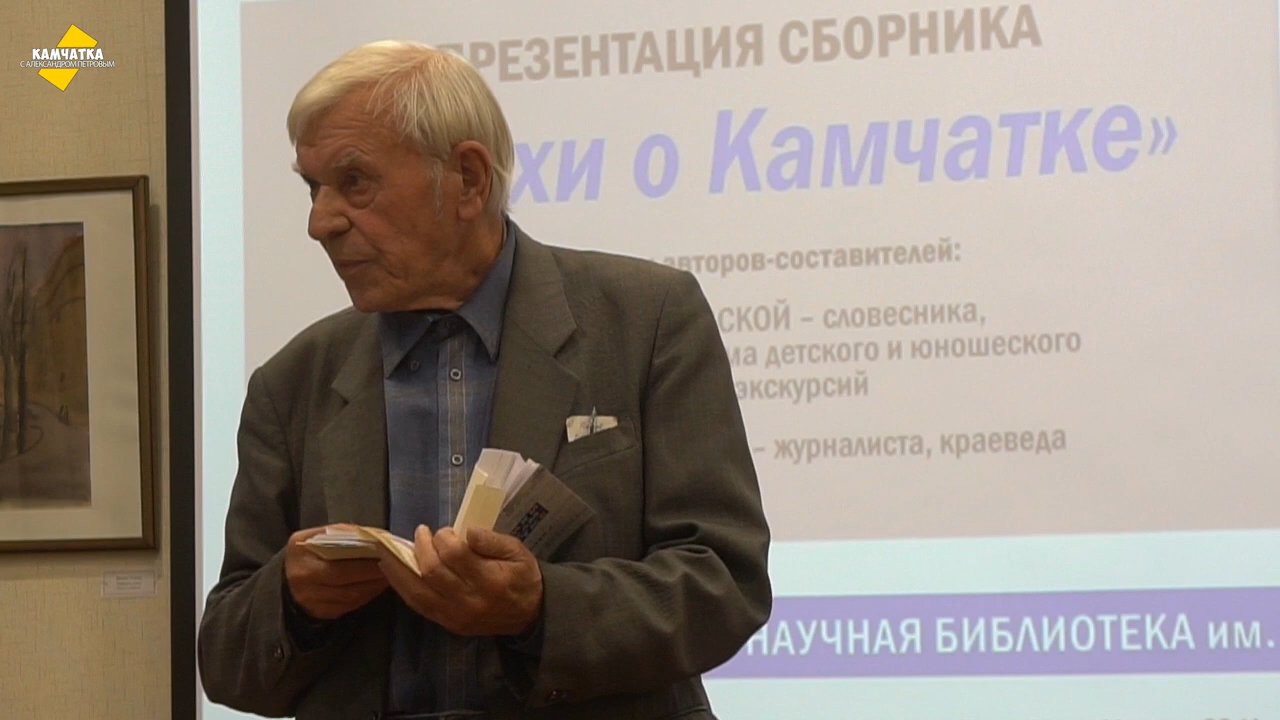 КАМЧАТКА
С АЛЕКСАНДРОМ ПЕТРОВЫМ
ПРЕЗЕНТАЦИЯ СБОРНИКА
хи о Камчатке»
авторов-составителей:
СКОЙ – словесника,
ма детского и юношеского
экскурсий
– журналиста, краеведа
НАУЧНАЯ БИБЛИОТЕКА им.